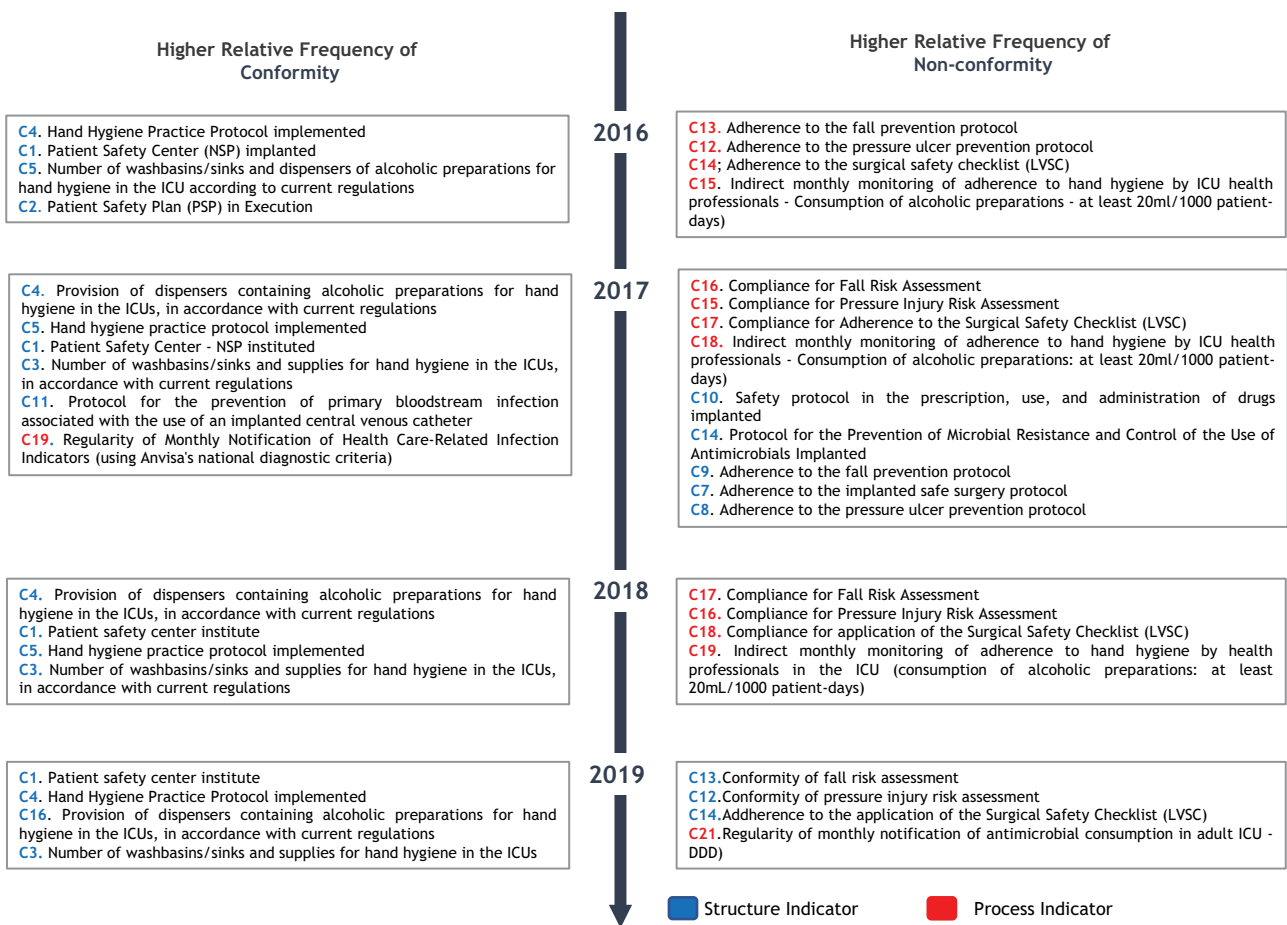 Higher Relative Frequency of
Conformity
Higher Relative Frequency of
Non-conformity
2016
C4. Hand Hygiene Practice Protocol implemented
C1. Patient Safety Center (NSP) implanted
C5. Number of washbasins/sinks and dispensers of alcoholic preparations for
hand hygiene in the ICU according to current regulations
C2. Patient Safety Plan (PSP) in Execution
C13. Adherence to the fall prevention protocol
C12. Adherence to the pressure ulcer prevention protocol
C14; Adherence to the surgical safety checklist (LVSC)
C15. Indirect monthly monitoring of adherence to hand hygiene by ICU health
professionals - Consumption of alcoholic preparations - at least 20ml/1000 patient-
days)
2017
C4. Provision of dispensers containing alcoholic preparations for hand
hygiene in the ICUs, in accordance with current regulations
C5. Hand hygiene practice protocol implemented
C1. Patient Safety Center - NSP instituted
C3. Number of washbasins/sinks and supplies for hand hygiene in the ICUs,
in accordance with current regulations
C11. Protocol for the prevention of primary bloodstream infection
associated with the use of an implanted central venous catheter
C19. Regularity of Monthly Notification of Health Care-Related Infection
Indicators (using Anvisa's national diagnostic criteria)
C16. Compliance for Fall Risk Assessment
C15. Compliance for Pressure Injury Risk Assessment
C17. Compliance for Adherence to the Surgical Safety Checklist (LVSC)
C18. Indirect monthly monitoring of adherence to hand hygiene by ICU health
professionals - Consumption of alcoholic preparations: at least 20ml/1000 patient-
days)
C10. Safety protocol in the prescription, use, and administration of drugs
implanted
C14. Protocol for the Prevention of Microbial Resistance and Control of the Use of
Antimicrobials Implanted
C9. Adherence to the fall prevention protocol
C7. Adherence to the implanted safe surgery protocol
C8. Adherence to the pressure ulcer prevention protocol
2018
C4. Provision of dispensers containing alcoholic preparations for hand
hygiene in the ICUs, in accordance with current regulations
C1. Patient safety center institute
C5. Hand hygiene practice protocol implemented
C3. Number of washbasins/sinks and supplies for hand hygiene in the ICUs,
in accordance with current regulations
C17. Compliance for Fall Risk Assessment
C16. Compliance for Pressure Injury Risk Assessment
C18. Compliance for application of the Surgical Safety Checklist (LVSC)
C19. Indirect monthly monitoring of adherence to hand hygiene by health
professionals in the ICU (consumption of alcoholic preparations: at least
20mL/1000 patient-days)
2019
C1. Patient safety center institute
C4. Hand Hygiene Practice Protocol implemented
C16. Provision of dispensers containing alcoholic preparations for hand
hygiene in the ICUs, in accordance with current regulations
C3. Number of washbasins/sinks and supplies for hand hygiene in the ICUs
C13.Conformity of fall risk assessment
C12.Conformity of pressure injury risk assessment
C14.Addherence to the application of the Surgical Safety Checklist (LVSC)
C21.Regularity of monthly notification of antimicrobial consumption in adult ICU -
DDD)
Structure Indicator
Process Indicator